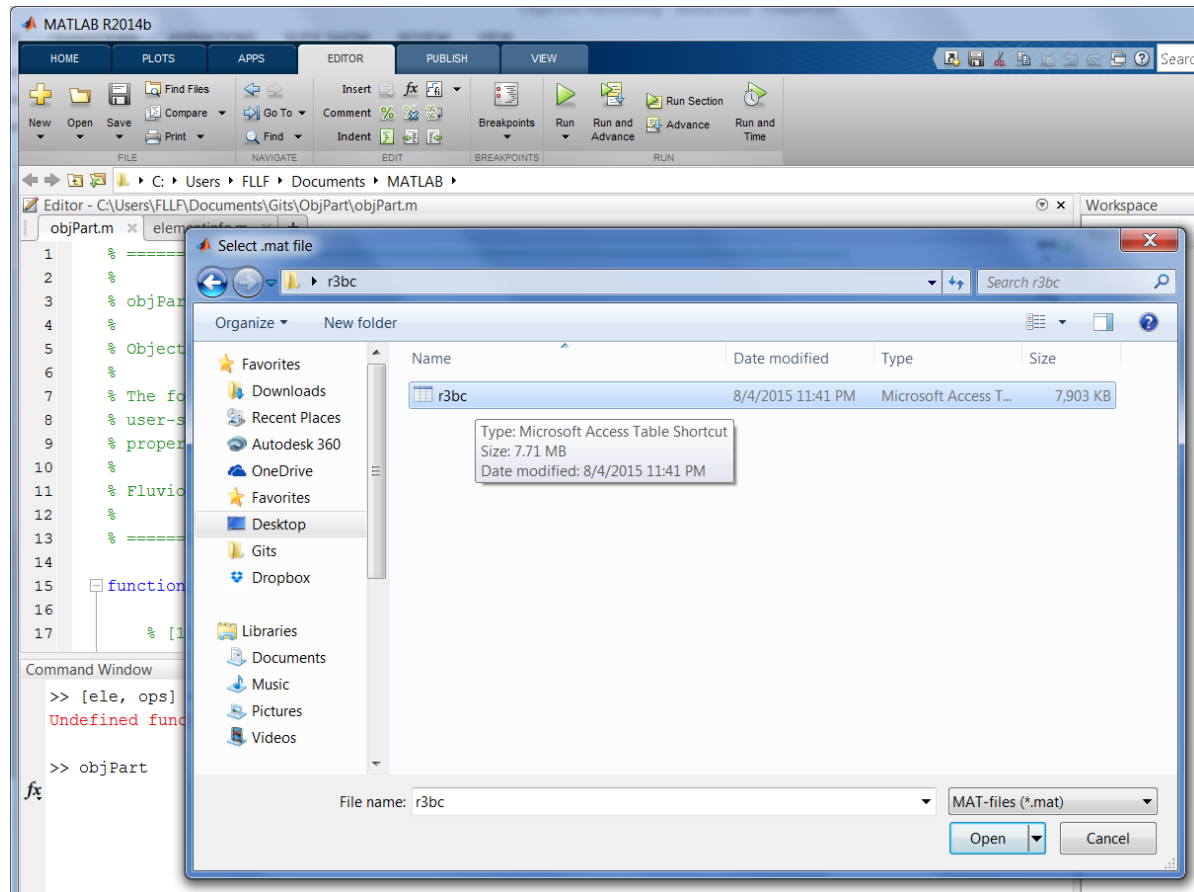 MATLAB R2014b
HOME PLOTS APPS EDITOR PUBLISH VIEW
Searc
New Open Save
Find Files
Compare
Print
FILE
Go To
Find
NAVIGATE
Insert fx
Comment
Indent
EDIT
Breakpoints
BREAKPOINTS
Run Run and Advance
Run Section
Advance
Run and Time
RUN
C: Users FLLF Documents MATLAB
Editor - C:\Users\FLLF\Documents\Gits\ObjPart\objPart.m
Workspace
objPart.m elementinfo.m
1 % ======
2 %
3 % objPar
4 %
5 % Object
6 %
7 % The fo
8 % user-s
9 % proper
10 %
11 % Fluvio
12 %
13 % ======
14
15 function
16
17 % [1
Command Window
>> [ele, ops]
Undefined func
>> objPart
fx
Select .mat file
r3bc
Search r3bc
Organize New folder
Favorites
Downloads
Recent Places
Autodesk 360
OneDrive
Favorites
Desktop
Gits
Dropbox
Libraries
Documents
Music
Pictures
Videos
Name Date modified Type Size
r3bc 8/4/2015 11:41 PM Microsoft Access T... 7,903 KB
Type: Microsoft Access Table Shortcut
Size: 7.71 MB
Date modified: 8/4/2015 11:41 PM
File name: r3bc
MAT-files (*.mat)
Open Cancel